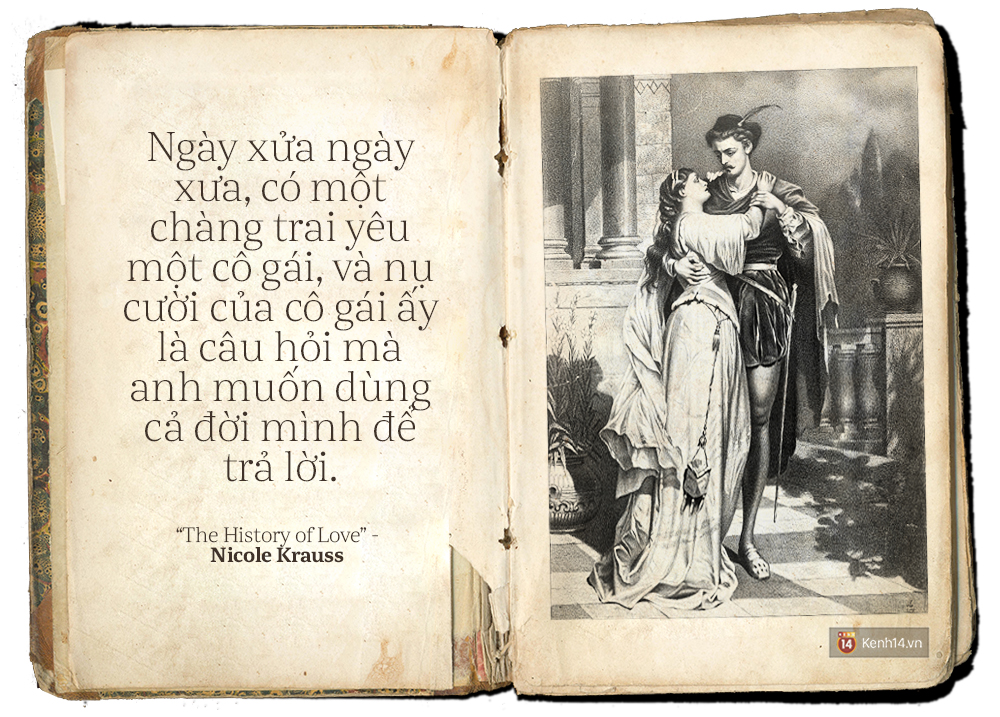 Ngày xửa ngày
xưa, có một
chàng trai yêu
một cô gái, và nụ
cười của cô gái ấy
là câu hỏi mà
anh muốn dùng
cả đời mình để
trả lời.
“The History of Love” -
Nicole Krauss
14 Kenh14.vn